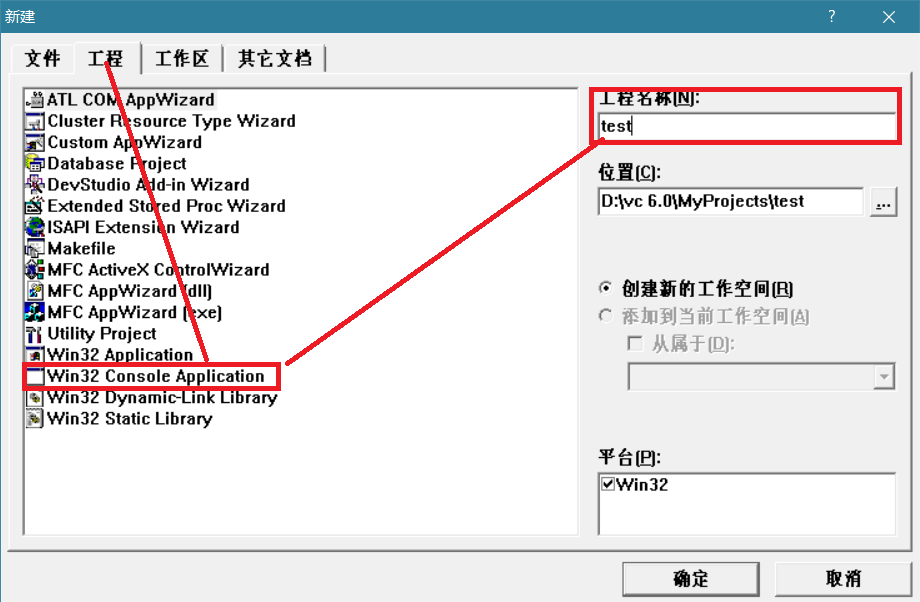 新建
?
文件 工程 工作区 其它文档
ATL COM AppWizard
Cluster Resource Type Wizard
Custom AppWizard
Database Project
DevStudio Add-in Wizard
Extended Stored Proc Wizard
ISAPI Extension Wizard
Makefile
MFC ActiveX ControlWizard
MFC AppWizard (dll)
MFC AppWizard (exe)
Utility Project
Win32 Application
Win32 Console Application
Win32 Dynamic-Link Library
Win32 Static Library
工程名称(N):
test
位置(C):
D:\vc 6.0\MyProjects\test
...
创建新的工作空间(R)
添加到当前工作空间(A)
从属于(D):
平台(P):
Win32
确定 取消